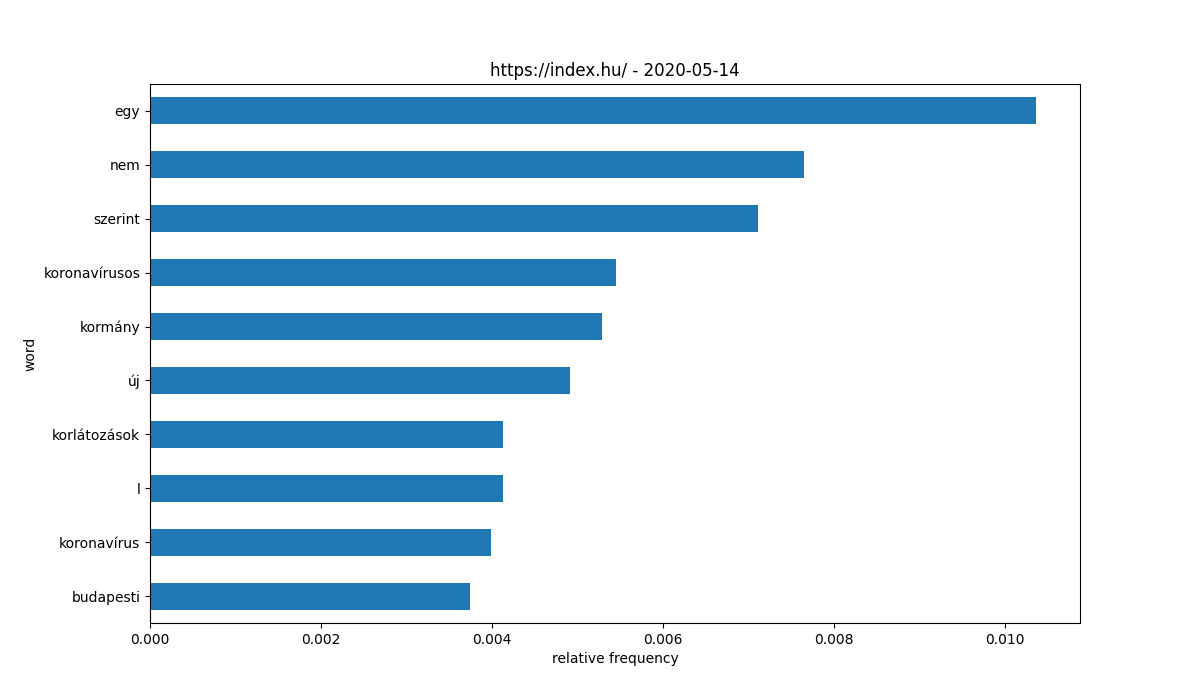 https://index.hu/ - 2020-05-14
egy
nem
szerint
koronavírusos
kormány
új
korlátozások
l
koronavírus
budapesti
word
0.000 0.002 0.004 0.006 0.008 0.010
relative frequency